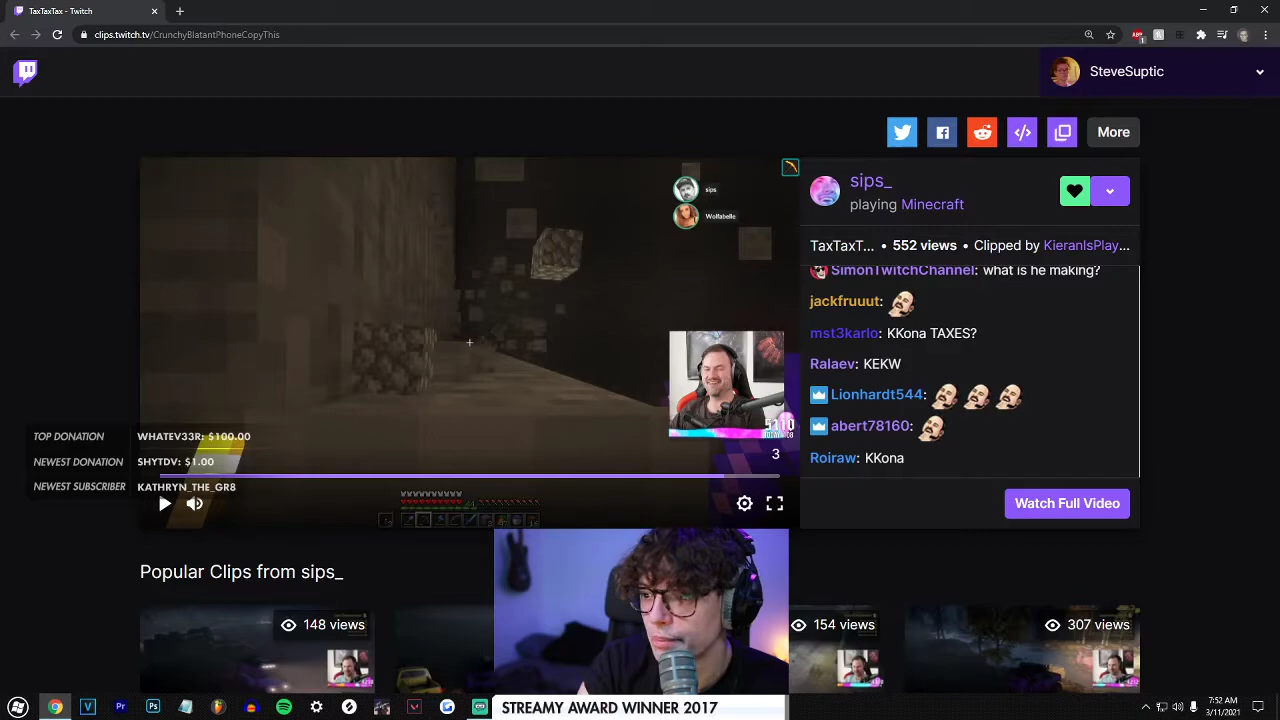 TaxTaxTax - Twitch
clips.twitch.tv/CrunchyBlatantPhoneCopyThis
SteveSuptic
More
sips
Wolfabelle
sips_
playing Minecraft
TaxTaxT... • 552 views • Clipped by KieranIsPlay...
SimonTwitchChannel: what is he making?
jackfruuut:
mst3karlo: KKona TAXES?
Ralaev: KEKW
Lionhardt544:
abert78160:
Roiraw: KKona
TOP DONATION WHATEV33R: $100.00
NEWEST DONATION SHYTDV: $1.00
NEWEST SUBSCRIBER KATHRYN_THE_GR8
5110
3
Watch Full Video
Popular Clips from sips_
148 views
154 views
307 views
STREAMY AWARD WINNER 2017
7:52 AM
3/11/2021